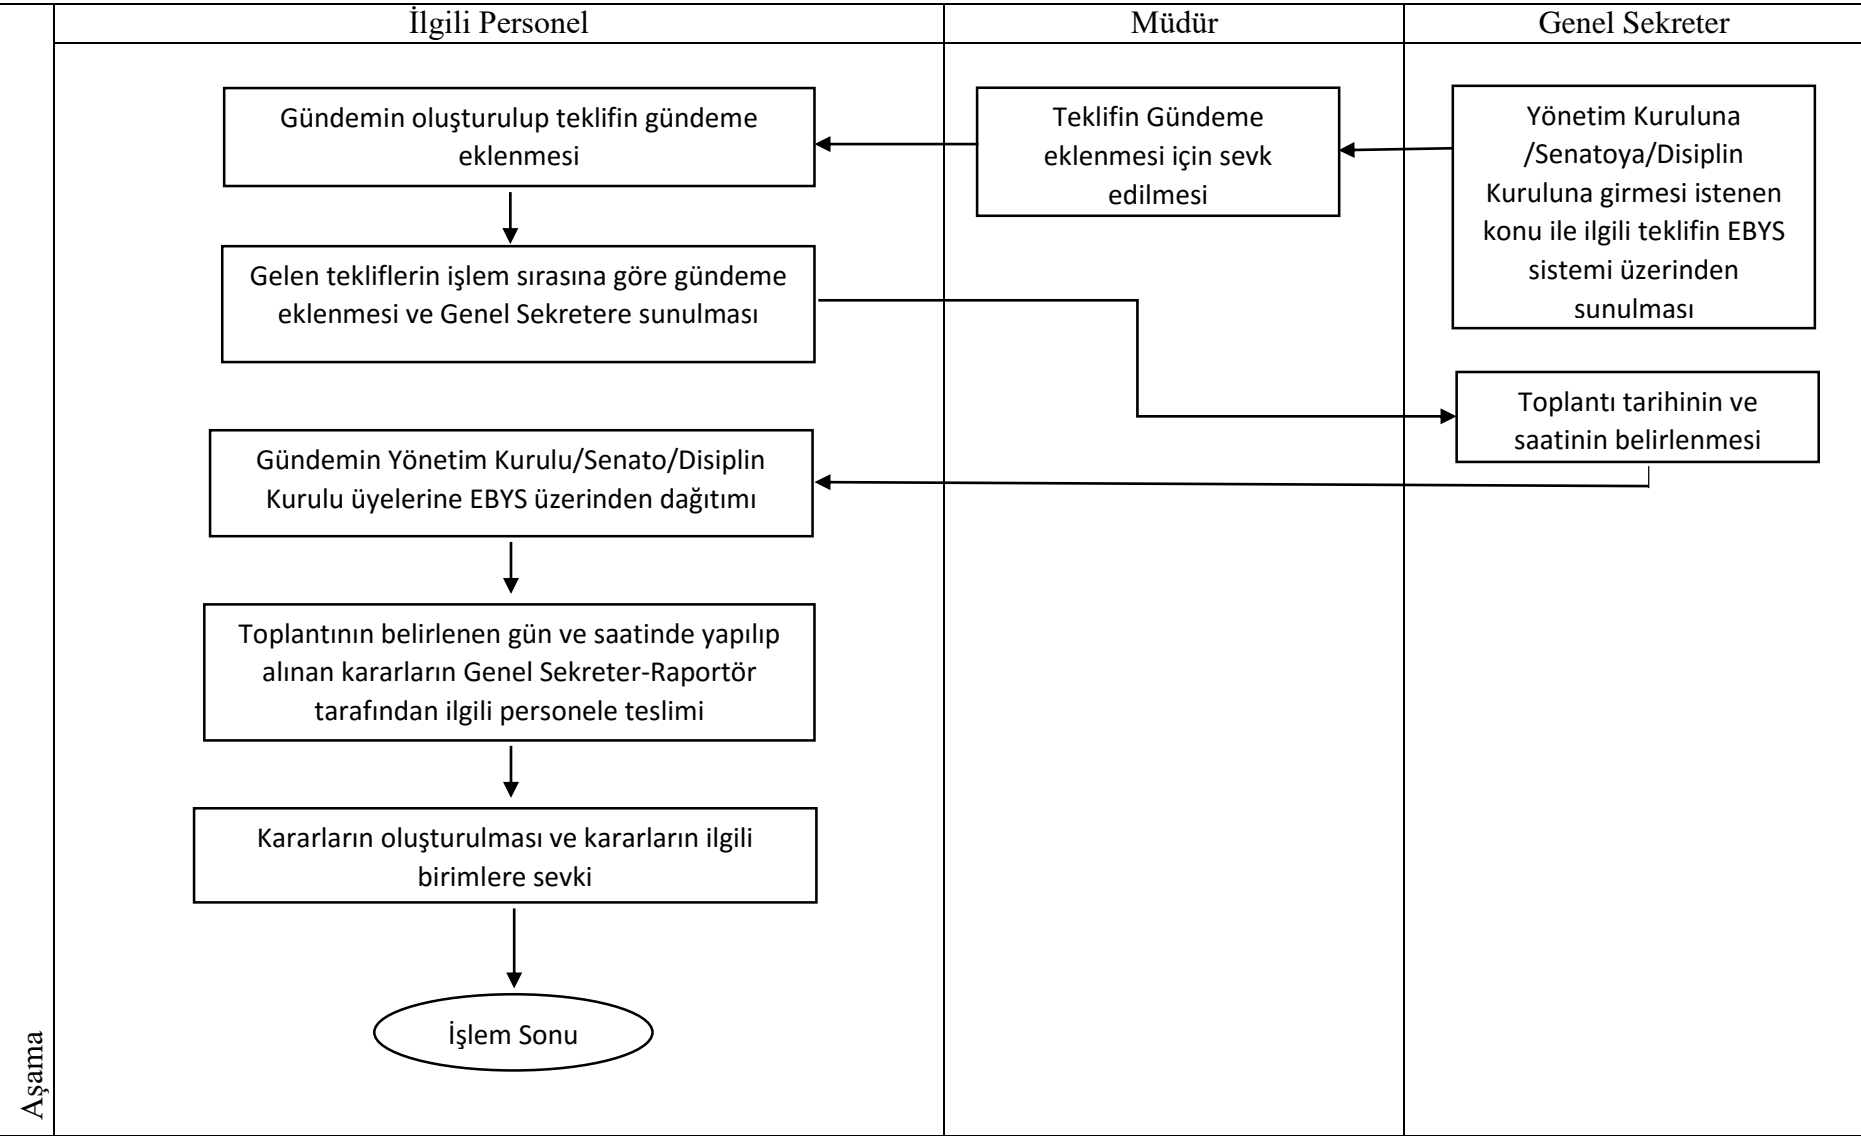 İlgili Personel
Müdür
Genel Sekreter
Yönetim Kuruluna
/Senatoya/Disiplin
Kuruluna girmesi istenen
konu ile ilgili teklifin EBYS
sistemi üzerinden
sunulması
Teklifin Gündeme
eklenmesi için sevk
edilmesi
Gündemin oluşturulup teklifin gündeme
eklenmesi
Gelen tekliflerin işlem sırasına göre gündeme
eklenmesi ve Genel Sekretere sunulması
Toplantı tarihinin ve
saatinin belirlenmesi
Gündemin Yönetim Kurulu/Senato/Disiplin
Kurulu üyelerine EBYS üzerinden dağıtımı
Toplantının belirlenen gün ve saatinde yapılıp
alınan kararların Genel Sekreter-Raportör
tarafından ilgili personele teslimi
Kararların oluşturulması ve kararların ilgili
birimlere sevki
İşlem Sonu
Aşama